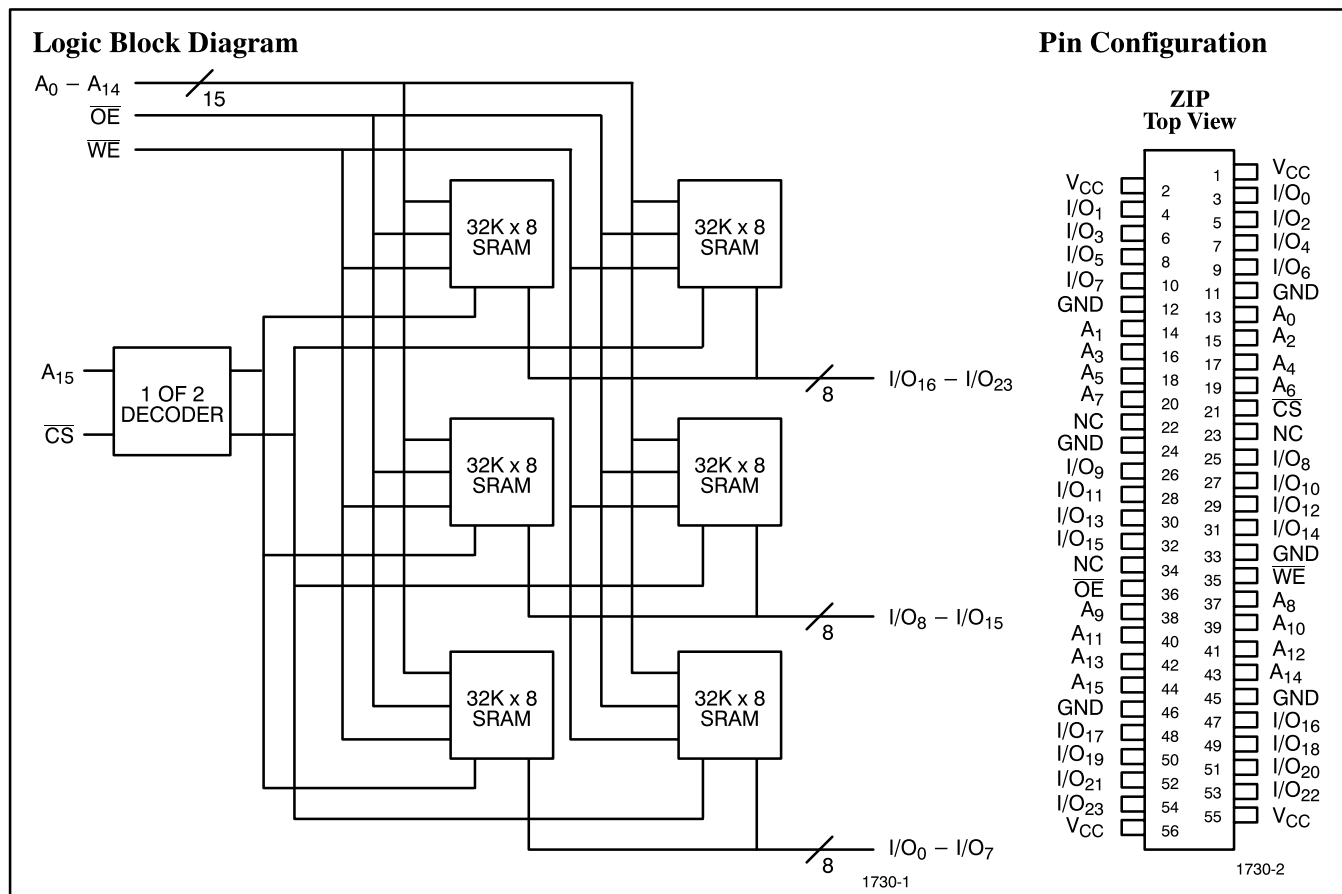 Logic Block Diagram
A0 – A14
15
OE
WE
32K x 8
SRAM
32K x 8
SRAM
A15
CS
1 OF 2
DECODER
8
I/O16 – I/O23
32K x 8
SRAM
32K x 8
SRAM
8
I/O8 – I/O15
32K x 8
SRAM
32K x 8
SRAM
8
I/O0 – I/O7
1730-1
Pin Configuration
ZIP
Top View
1 VCC
VCC 2
3 I/O0
I/O1 4
5 I/O2
I/O3 6
7 I/O4
I/O5 8
9 I/O6
I/O7 10
11 GND
GND 12
13 A0
A1 14
15 A2
A3 16
17 A4
A5 18
19 A6
A7 20
21 CS
NC 22
23 NC
GND 24
25 I/O8
I/O9 26
27 I/O10
I/O11 28
29 I/O12
I/O13 30
31 I/O14
I/O15 32
33 GND
NC 34
35 WE
OE 36
37 A8
A9 38
39 A10
A11 40
41 A12
A13 42
43 A14
A15 44
45 GND
GND 46
47 I/O16
I/O17 48
49 I/O18
I/O19 50
51 I/O20
I/O21 52
53 I/O22
I/O23 54
55 VCC
VCC 56
1730-2